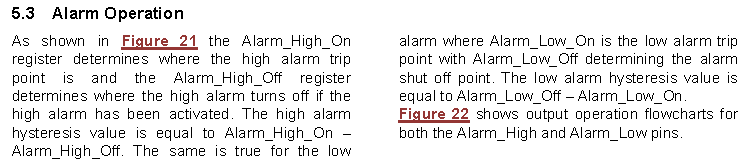 5.3 Alarm Operation
As shown in Figure 21 the Alarm_High_On
register determines where the high alarm trip
point is and the Alarm_High_Off register
determines where the high alarm turns off if the
high alarm has been activated. The high alarm
hysteresis value is equal to Alarm_High_On –
Alarm_High_Off. The same is true for the low
alarm where Alarm_Low_On is the low alarm trip
point with Alarm_Low_Off determining the alarm
shut off point. The low alarm hysteresis value is
equal to Alarm_Low_Off – Alarm_Low_On.
Figure 22 shows output operation flowcharts for
both the Alarm_High and Alarm_Low pins.